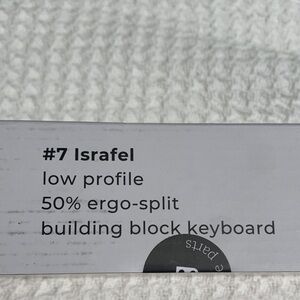 #7 Israfel
low profile
50% ergo-split
building block keyboard
parts